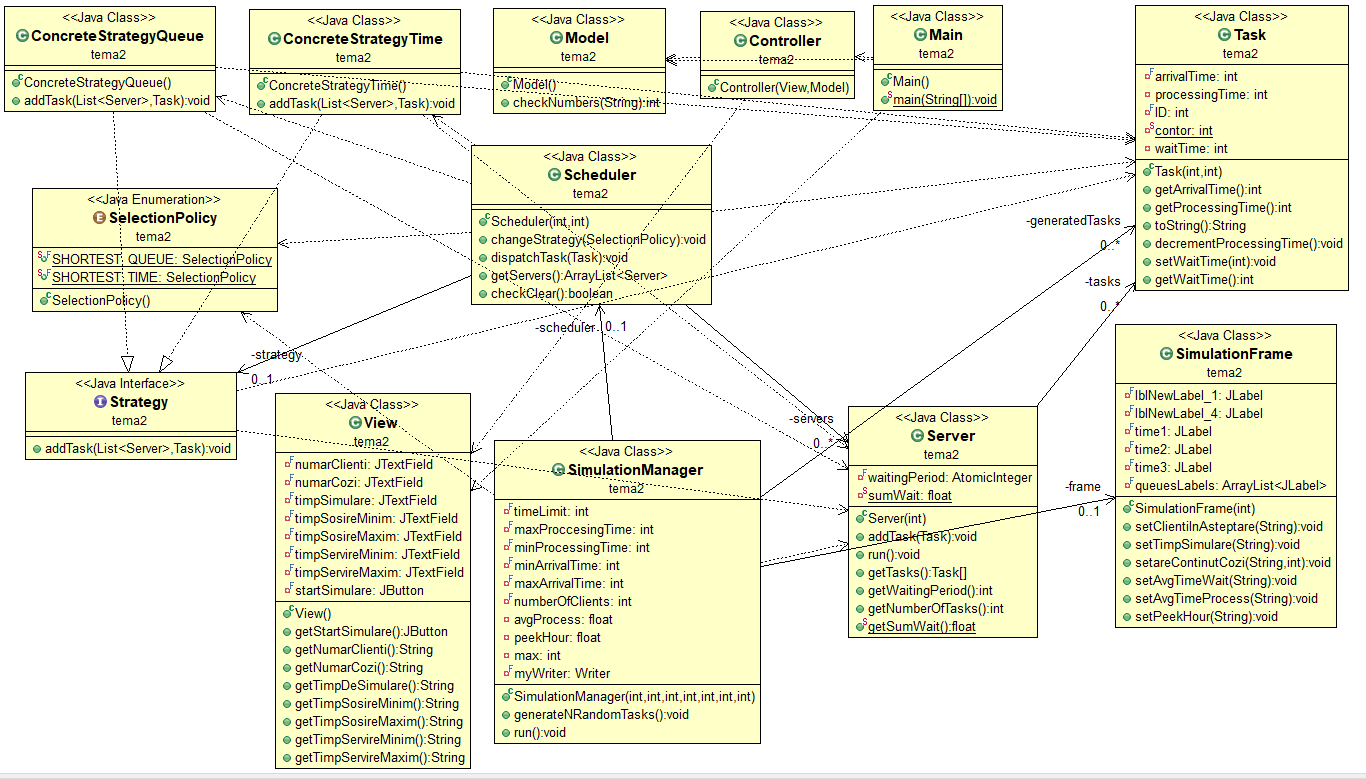 <<Java Class>>
ConcreteStrategyQueue
tema2
ConcreteStrategyQueue()
addTask(List<Server>,Task):void
<<Java Class>>
ConcreteStrategyTime
tema2
ConcreteStrategyTime()
addTask(List<Server>,Task):void
<<Java Class>>
Model
tema2
Model()
checkNumbers(String):int
<<Java Class>>
Controller
tema2
Controller(View,Model)
<<Java Class>>
Main
tema2
Main()
main(String[]):void
<<Java Class>>
Task
tema2
arrivalTime: int
processingTime: int
ID: int
contor: int
waitTime: int
Task(int,int)
getArrivalTime():int
getProcessingTime():int
toString():String
decrementProcessingTime():void
setWaitTime(int):void
getWaitTime():int
<<Java Class>>
Scheduler
tema2
Scheduler(int,int)
changeStrategy(SelectionPolicy):void
dispatchTask(Task):void
getServers():ArrayList<Server>
checkClear():boolean
<<Java Enumeration>>
SelectionPolicy
tema2
SHORTEST_QUEUE: SelectionPolicy
SHORTEST_TIME: SelectionPolicy
SelectionPolicy()
-generatedTasks
0..*
-tasks
0..*
-scheduler
0..1
-strategy
0..1
<<Java Interface>>
Strategy
tema2
addTask(List<Server>,Task):void
<<Java Class>>
View
tema2
numarClienti: JTextField
numarCozi: JTextField
timpSimulare: JTextField
timpSosireMinim: JTextField
timpSosireMaxim: JTextField
timpServireMinim: JTextField
timpServireMaxim: JTextField
startSimulare: JButton
View()
getStartSimulare():JButton
getNumarClienti():String
getNumarCozi():String
getTimpDeSimulare():String
getTimpSosireMinim():String
getTimpSosireMaxim():String
getTimpServireMinim():String
getTimpServireMaxim():String
<<Java Class>>
SimulationManager
tema2
timeLimit: int
maxProccesingTime: int
minProcessingTime: int
minArrivalTime: int
maxArrivalTime: int
numberOfClients: int
avgProcess: float
peekHour: float
max: int
myWriter: Writer
SimulationManager(int,int,int,int,int,int,int)
generateNRandomTasks():void
run():void
-servers
0..*
<<Java Class>>
Server
tema2
waitingPeriod: AtomicInteger
sumWait: float
Server(int)
addTask(Task):void
run():void
getTasks():Task[]
getWaitingPeriod():int
getNumberOfTasks():int
getSumWait():float
-frame
0..1
<<Java Class>>
SimulationFrame
tema2
lblNewLabel_1: JLabel
lblNewLabel_4: JLabel
time1: JLabel
time2: JLabel
time3: JLabel
queuesLabels: ArrayList<JLabel>
SimulationFrame(int)
setClientiInAsteptare(String):void
setTimpSimulare(String):void
setareContinutCozi(String,int):void
setAvgTimeWait(String):void
setAvgTimeProcess(String):void
setPeekHour(String):void